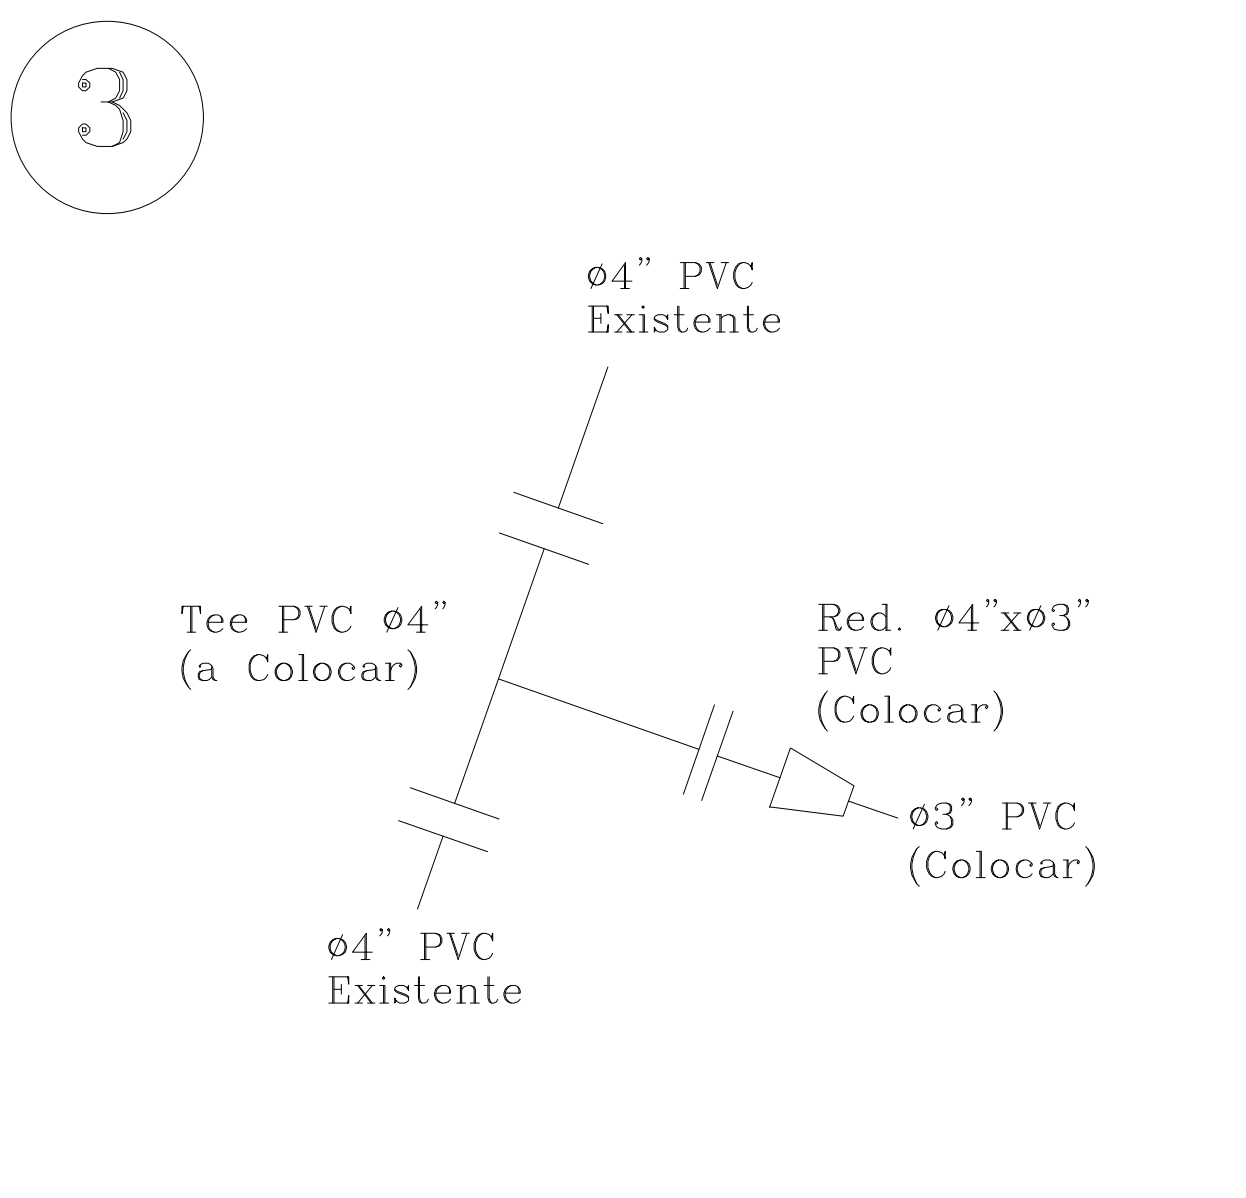 3
ø4" PVC
Existente
Tee PVC ø4"
(a Colocar)
Red. ø4"xø3"
PVC
(Colocar)
ø3" PVC
(Colocar)
ø4" PVC
Existente